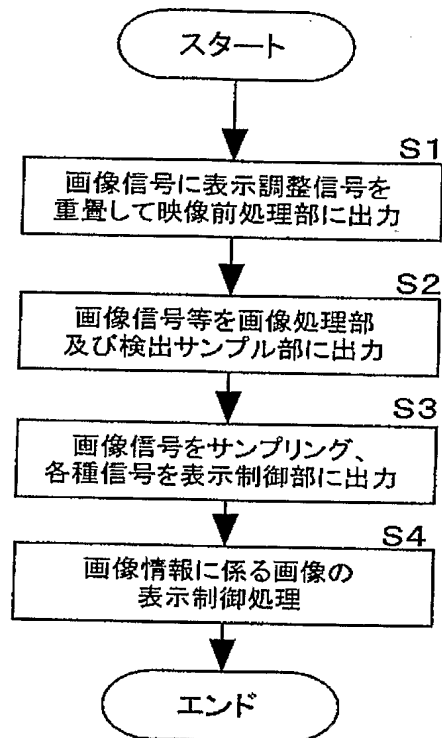 スタート
S1
画像信号に表示調整信号を
重畳して映像前処理部に出力
S2
画像信号等を画像処理部
及び検出サンプル部に出力
S3
画像信号をサンプリング、
各種信号を表示制御部に出力
S4
画像情報に係る画像の
表示制御処理
エンド